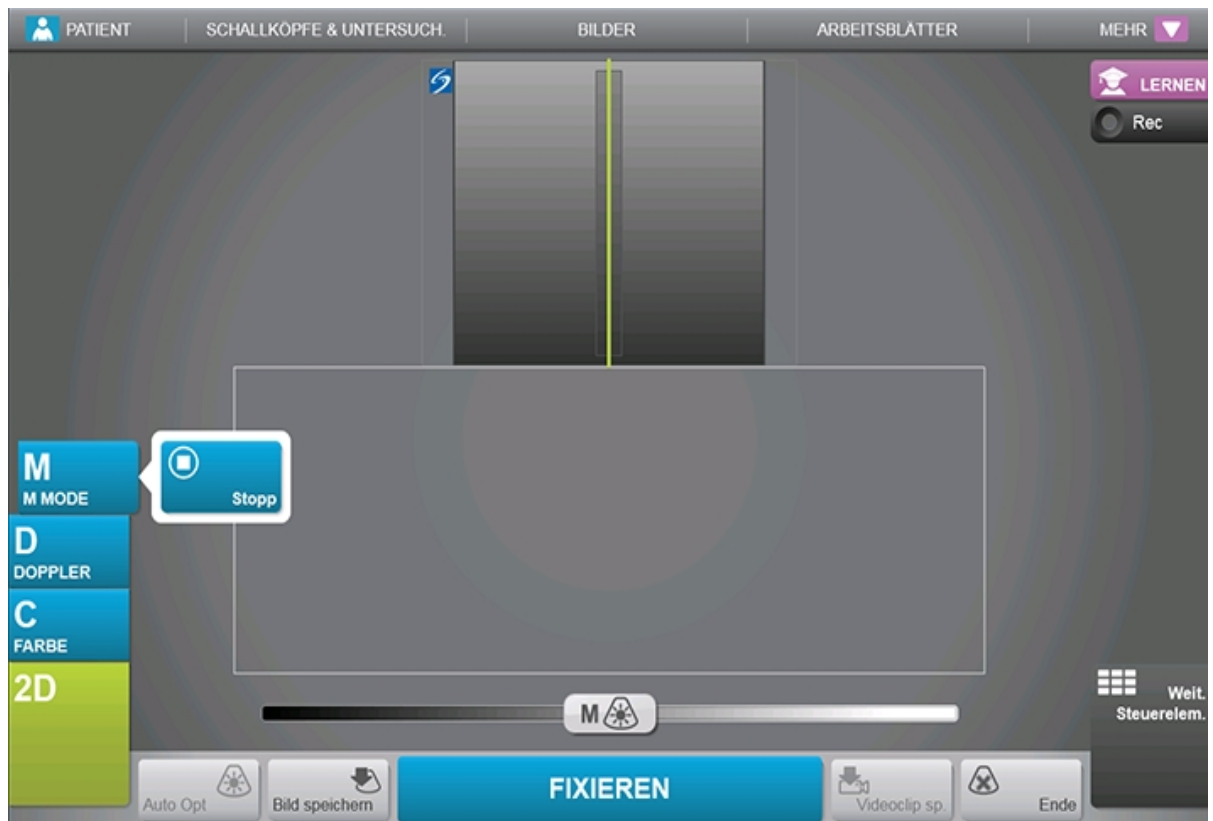 PATIENT
SCHALLKÖPFE & UNTERSUCH.
BILDER
ARBEITSBLÄTTER
MEHR
LERNEN
Rec
M
M MODE
Stopp
D
DOPPLER
C
FARBE
2D
M
Weit.
Steuerelem.
Auto Opt
Bild speichern
FIXIEREN
Videoclip sp.
Ende